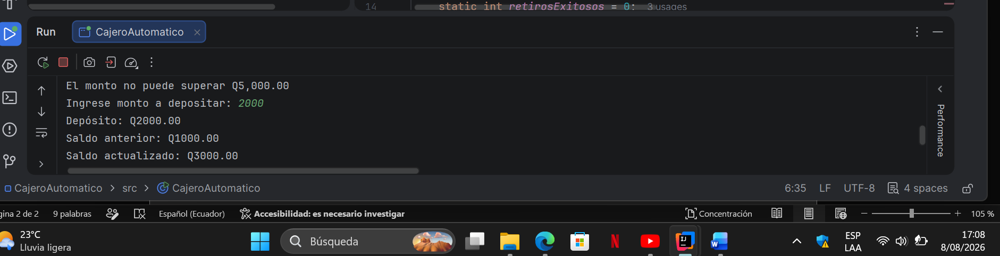 14 static int retirosExitosos = 0; 3 usages
Run CajeroAutomatico
El monto no puede superar Q5,000.00
Ingrese monto a depositar: 2000
Depósito: Q2000.00
Saldo anterior: Q1000.00
Saldo actualizado: Q3000.00
Performance
CajeroAutomatico > src > CajeroAutomatico 6:35 LF UTF-8 4 spaces
gina 2 de 2 9 palabras Español (Ecuador) Accesibilidad: es necesario investigar Concentración 105 %
23°C
Lluvia ligera
Búsqueda
IJ
W
ESP
LAA
17:08
8/08/2026